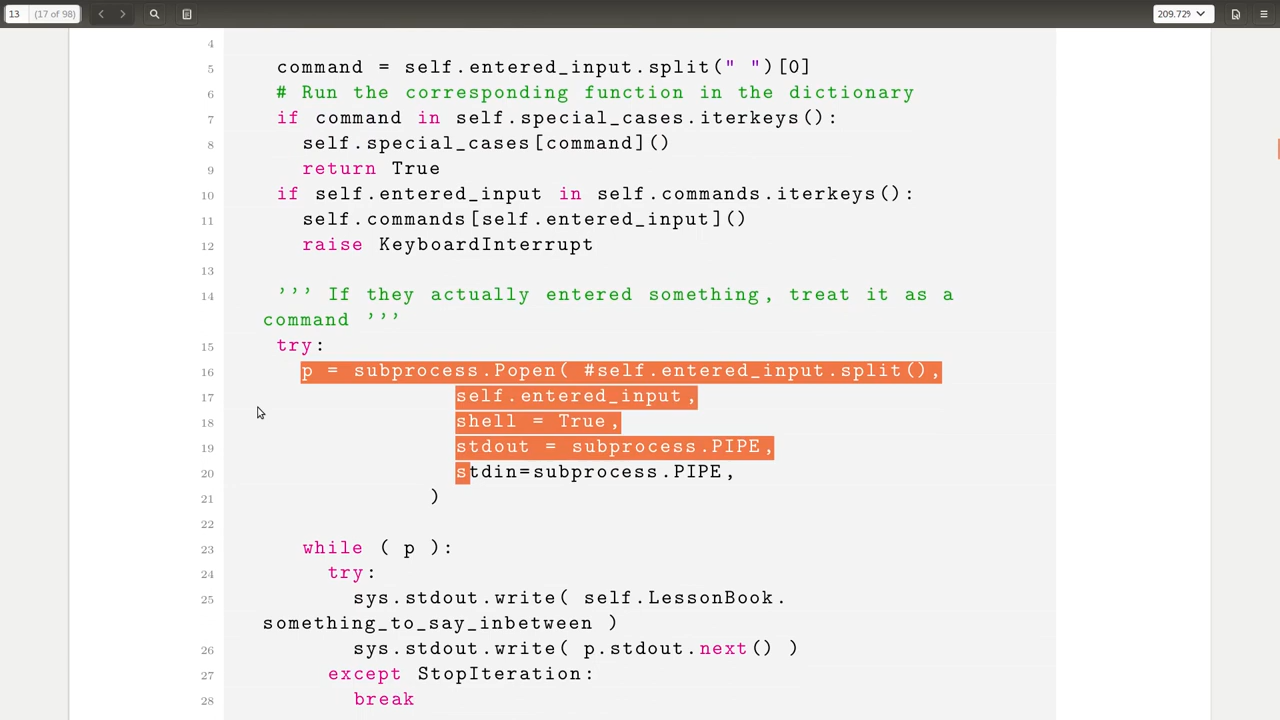 13 (17 of 98) 209.72%
4
5 command = self.entered_input.split(" ")[0]
6 # Run the corresponding function in the dictionary
7 if command in self.special_cases.iterkeys():
8 self.special_cases[command]()
9 return True
10 if self.entered_input in self.commands.iterkeys():
11 self.commands[self.entered_input]()
12 raise KeyboardInterrupt
13
14 ''' If they actually entered something, treat it as a
command '''
15 try:
16 p = subprocess.Popen( #self.entered_input.split(),
17 self.entered_input,
18 shell = True,
19 stdout = subprocess.PIPE,
20 stdin=subprocess.PIPE,
21 )
22
23 while ( p ):
24 try:
25 sys.stdout.write( self.LessonBook.
something_to_say_inbetween )
26 sys.stdout.write( p.stdout.next() )
27 except StopIteration:
28 break